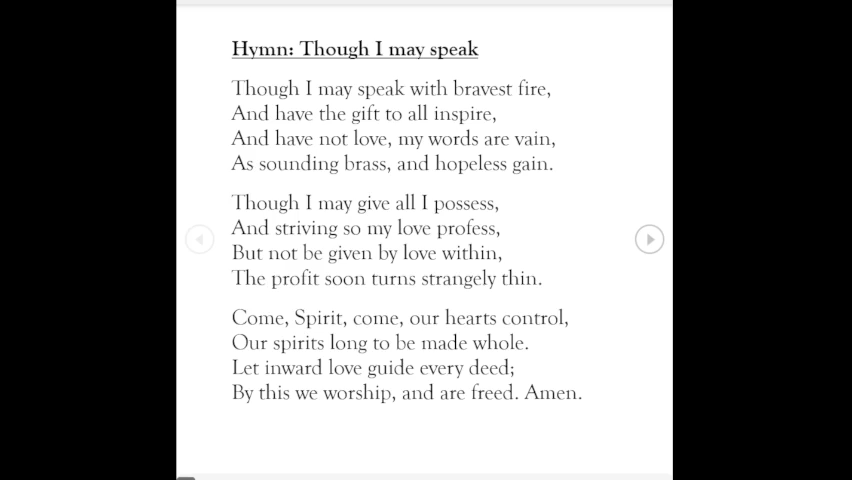 Hymn: Though I may speak
Though I may speak with bravest fire,
And have the gift to all inspire,
And have not love, my words are vain,
As sounding brass, and hopeless gain.
Though I may give all I possess,
And striving so my love profess,
But not be given by love within,
The profit soon turns strangely thin.
Come, Spirit, come, our hearts control,
Our spirits long to be made whole.
Let inward love guide every deed;
By this we worship, and are freed. Amen.